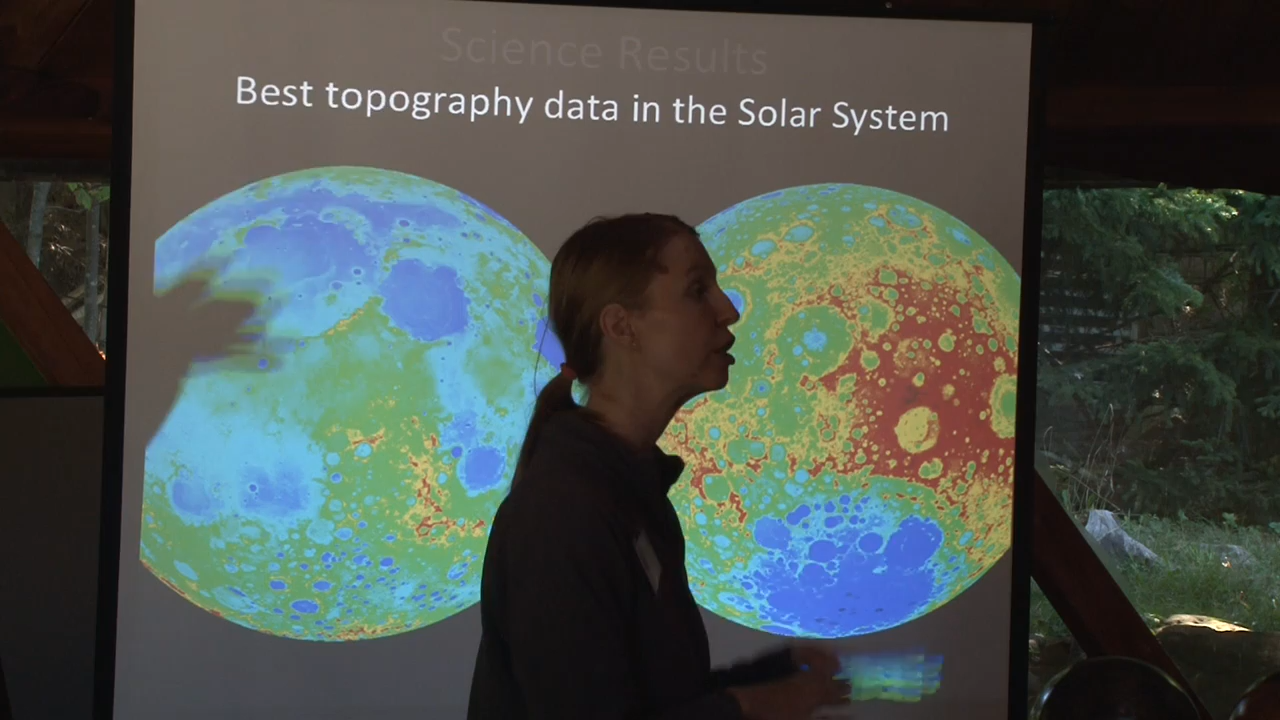 Science Results
Best topography data in the Solar System